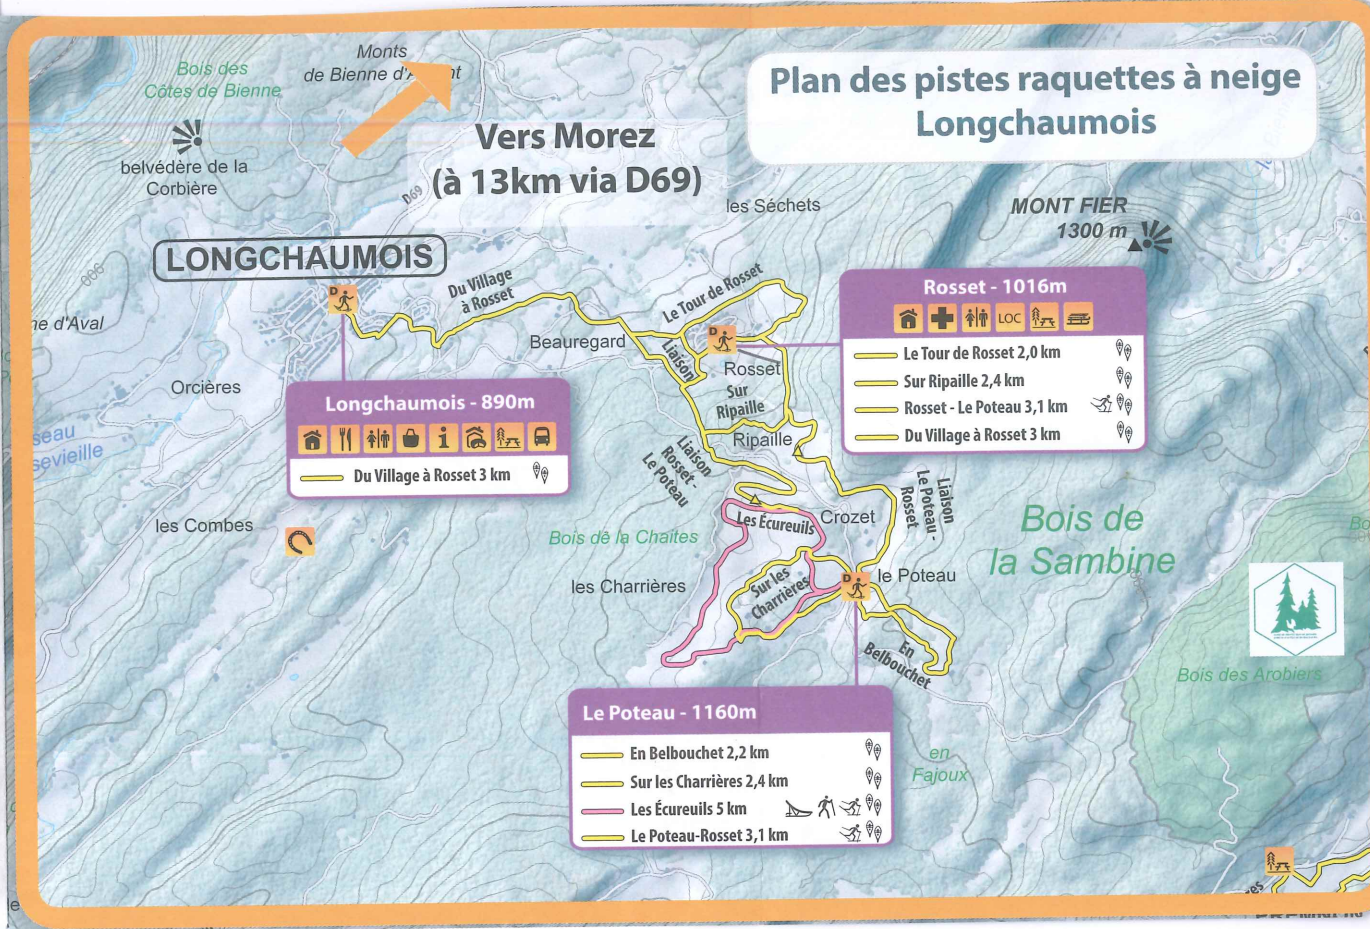 Plan des pistes raquettes à neige
Longchaumois
Monts
de Bienne d'
Bois des
Côtes de Bienne
Vers Morez
(à 13km via D69)
belvédère de la
Corbière
D69
les Séchets
MONT FIER
1300 m
LONGCHAUMOIS
900
Du Village
à Rosset
Le Tour de Rosset
D
d'Aval
Beauregard
Liaison
D
Rosset
Rosset - 1016m
LOC
Le Tour de Rosset 2,0 km
Sur Ripaille 2,4 km
Rosset - Le Poteau 3,1 km
Du Village à Rosset 3 km
Orcières
Longchaumois - 890m
i
Du Village à Rosset 3 km
Sur
Ripaille
Ripaille
Liaison
Rosset -
Le Poteau
Liaison
Le Poteau -
Rosset
les Combes
Bois de la Chaites
Les Écureuils
Crozet
Bois de
la Sambine
les Charrières
Sur les
Charrières
D
le Poteau
En
Belbouchet
Bois des Arobiers
Le Poteau - 1160m
En Belbouchet 2,2 km
Sur les Charrières 2,4 km
Les Écureuils 5 km
Le Poteau-Rosset 3,1 km
en
Fajoux